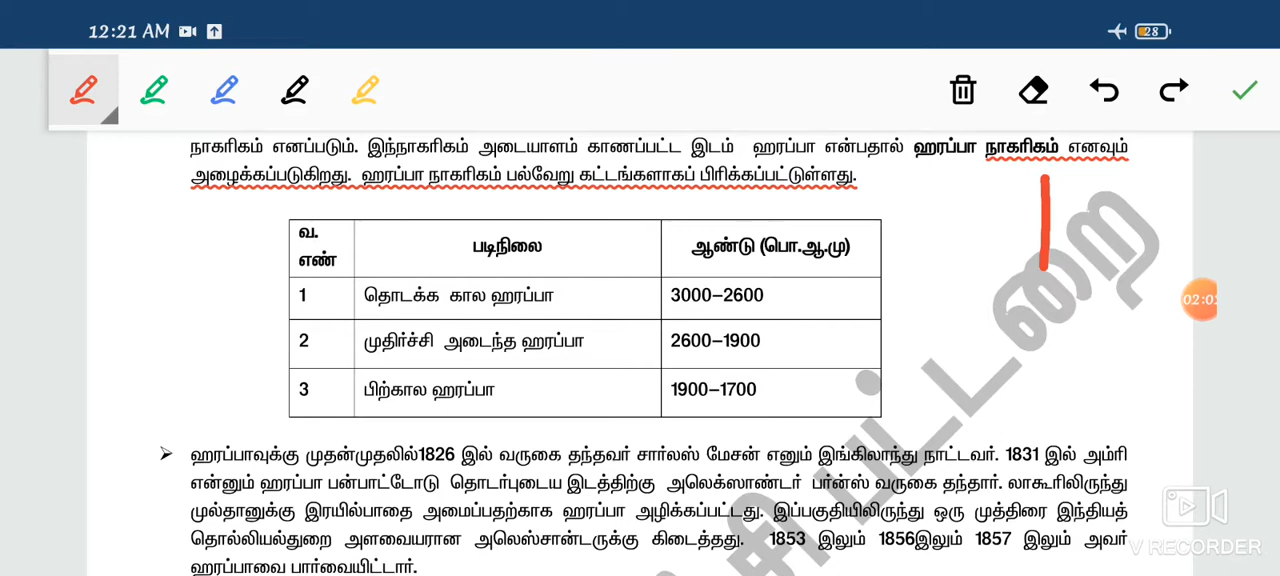 12:21 AM
28
நாகரிகம் எனப்படும். இந்நாகரிகம் அடையாளம் காணப்பட்ட இடம் ஹரப்பா என்பதால் ஹரப்பா நாகரிகம் எனவும்
அழைக்கப்படுகிறது. ஹரப்பா நாகரிகம் பல்வேறு கட்டங்களாகப் பிரிக்கப்பட்டுள்ளது.
வ. எண் படிநிலை ஆண்டு (பொ.ஆ.மு)
1 தொடக்க கால ஹரப்பா 3000–2600
2 முதிர்ச்சி அடைந்த ஹரப்பா 2600–1900
3 பிற்கால ஹரப்பா 1900–1700
➤ ஹரப்பாவுக்கு முதன்முதலில்1826 இல் வருகை தந்தவர் சார்லஸ் மேசன் எனும் இங்கிலாந்து நாட்டவர். 1831 இல் அம்ரி
என்னும் ஹரப்பா பண்பாட்டோடு தொடர்புடைய இடத்திற்கு அலெக்ஸாண்டர் பர்ன்ஸ் வருகை தந்தார். லாகூரிலிருந்து
முல்தானுக்கு இரயில்பாதை அமைப்பதற்காக ஹரப்பா அழிக்கப்பட்டது. இப்பகுதியிலிருந்து ஒரு முத்திரை இந்தியத்
தொல்லியல்துறை அளவையரான அலெஸ்சான்டருக்கு கிடைத்தது. 1853 இலும் 1856இலும் 1857 இலும் அவர்
ஹரப்பாவை பார்வையிட்டார்.
பட்டறை
V RECORDER